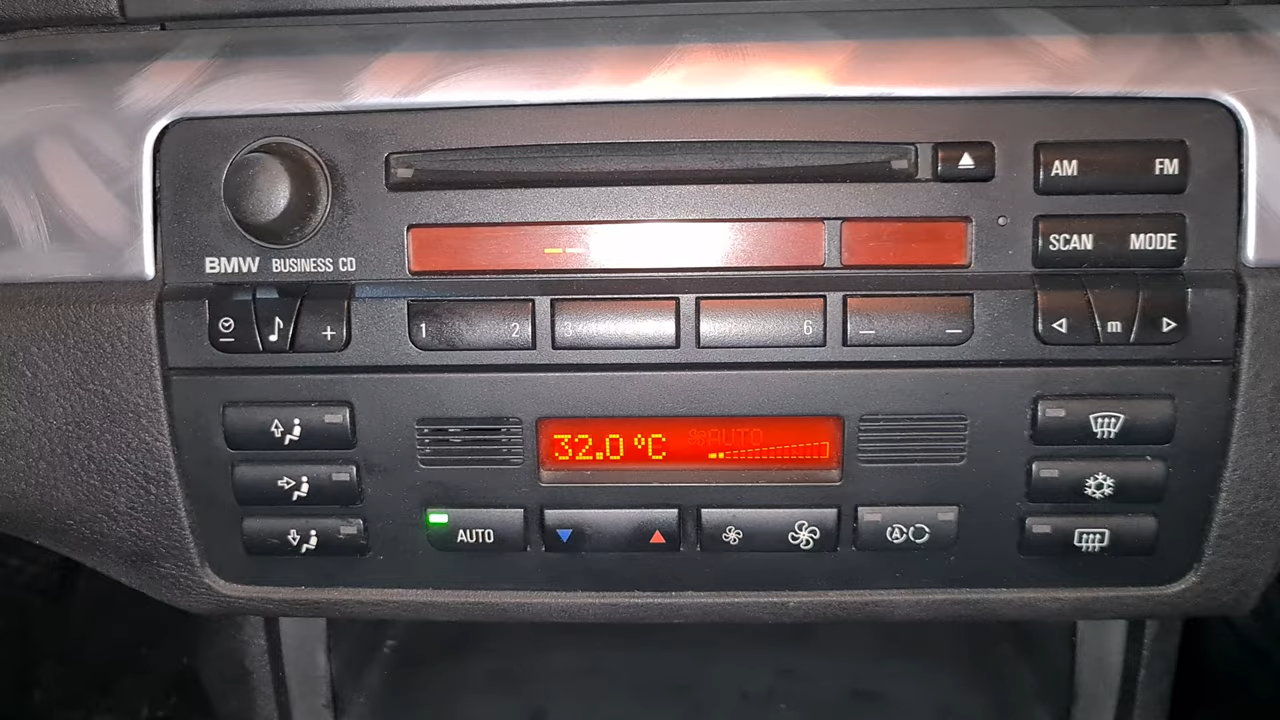 AM FM
SCAN MODE
BMW BUSINESS CD
+ 1 2 3 6 — — m
32.0 °C AUTO
AUTO
A